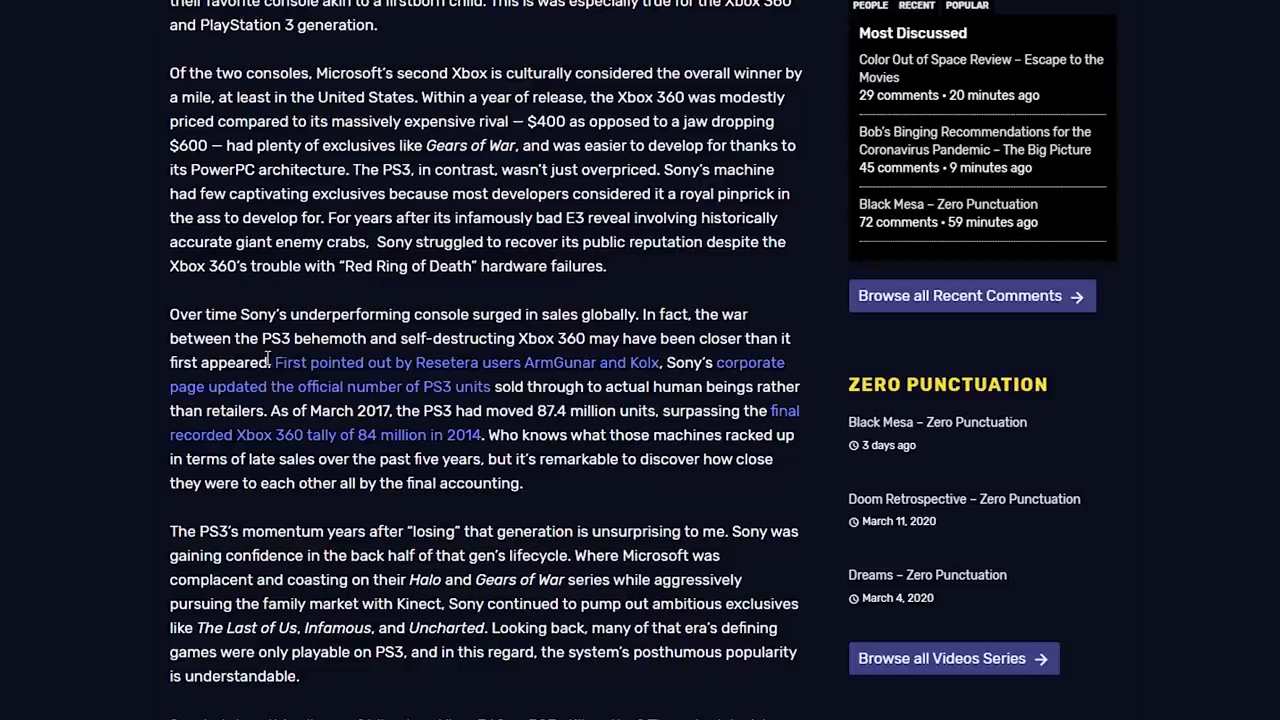 their favorite console akin to a firstborn child. This is was especially true for the Xbox 360
and PlayStation 3 generation.
Of the two consoles, Microsoft's second Xbox is culturally considered the overall winner by
a mile, at least in the United States. Within a year of release, the Xbox 360 was modestly
priced compared to its massively expensive rival — $400 as opposed to a jaw dropping
$600 — had plenty of exclusives like Gears of War, and was easier to develop for thanks to
its PowerPC architecture. The PS3, in contrast, wasn't just overpriced. Sony's machine
had few captivating exclusives because most developers considered it a royal pinprick in
the ass to develop for. For years after its infamously bad E3 reveal involving historically
accurate giant enemy crabs, Sony struggled to recover its public reputation despite the
Xbox 360's trouble with “Red Ring of Death” hardware failures.
Over time Sony's underperforming console surged in sales globally. In fact, the war
between the PS3 behemoth and self-destructing Xbox 360 may have been closer than it
first appeared. First pointed out by Resetera users ArmGunar and Kolx, Sony's corporate
page updated the official number of PS3 units sold through to actual human beings rather
than retailers. As of March 2017, the PS3 had moved 87.4 million units, surpassing the final
recorded Xbox 360 tally of 84 million in 2014. Who knows what those machines racked up
in terms of late sales over the past five years, but it's remarkable to discover how close
they were to each other all by the final accounting.
The PS3's momentum years after “losing” that generation is unsurprising to me. Sony was
gaining confidence in the back half of that gen's lifecycle. Where Microsoft was
complacent and coasting on their Halo and Gears of War series while aggressively
pursuing the family market with Kinect, Sony continued to pump out ambitious exclusives
like The Last of Us, Infamous, and Uncharted. Looking back, many of that era's defining
games were only playable on PS3, and in this regard, the system's posthumous popularity
is understandable.
PEOPLE RECENT POPULAR
Most Discussed
Color Out of Space Review – Escape to the
Movies
29 comments • 20 minutes ago
Bob's Binging Recommendations for the
Coronavirus Pandemic – The Big Picture
45 comments • 9 minutes ago
Black Mesa – Zero Punctuation
72 comments • 59 minutes ago
Browse all Recent Comments →
ZERO PUNCTUATION
Black Mesa – Zero Punctuation
3 days ago
Doom Retrospective – Zero Punctuation
March 11, 2020
Dreams – Zero Punctuation
March 4, 2020
Browse all Videos Series →